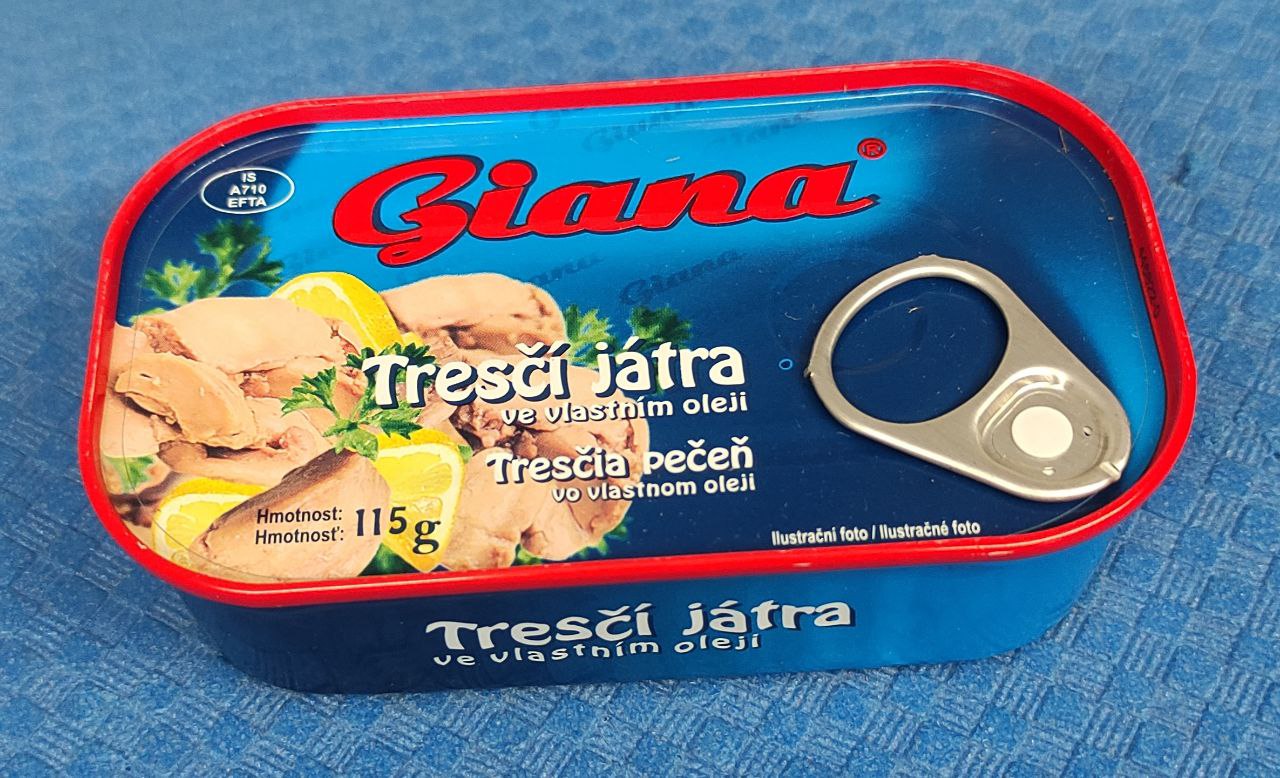 IS
A710
EFTA
Giana®
Tresčí játra
ve vlastním oleji
Tresčia pečeň
vo vlastnom oleji
Hmotnost:
Hmotnosť: 115 g
Ilustrační foto / Ilustračné foto
Tresčí játra
ve vlastním oleji